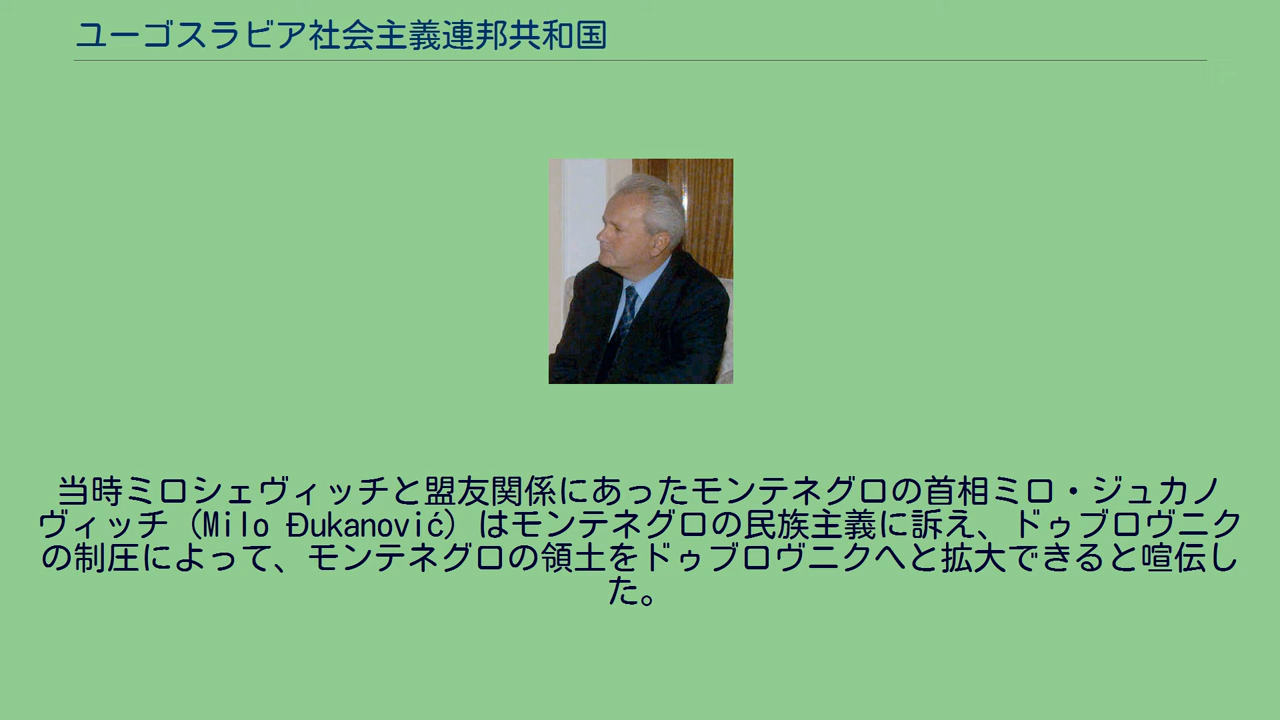 ユーゴスラビア社会主義連邦共和国
当時ミロシェヴィッチと盟友関係にあったモンテネグロの首相ミロ・ジュカノ
ヴィッチ (Milo Đukanović) はモンテネグロの民族主義に訴え、ドゥブロヴニク
の制圧によって、モンテネグロの領土をドゥブロヴニクへと拡大できると喧伝し
た。